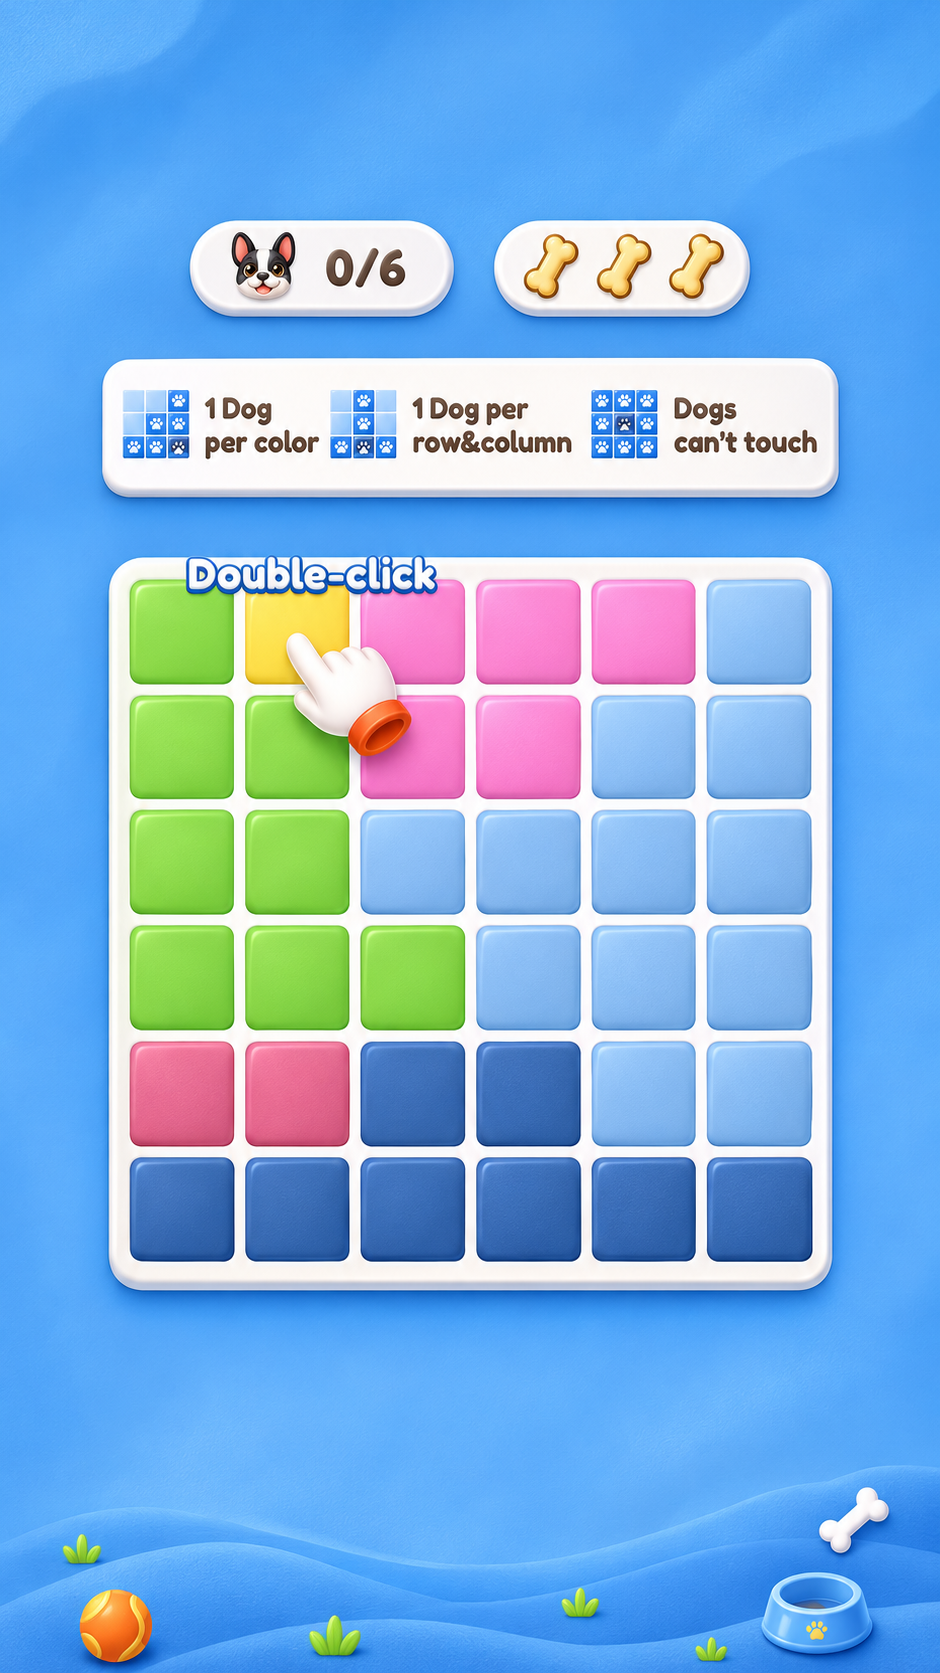 0/6
1 Dog
per color
1 Dog per
row&column
Dogs
can't touch
Double-click